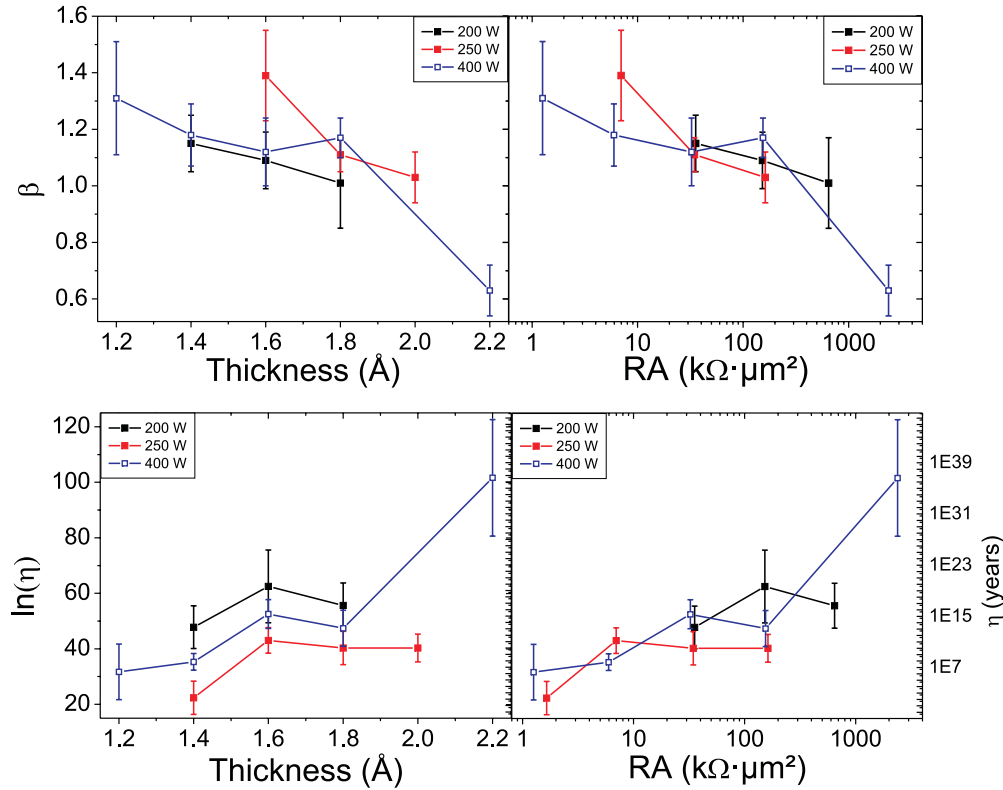 1.6
1.4
1.2
1.0
0.8
0.6
β
200 W
250 W
400 W
1.2 1.4 1.6 1.8 2.0 2.2
Thickness (Å)
200 W
250 W
400 W
1 10 100 1000
RA (kΩ·µm²)
120
100
80
60
40
20
ln(η)
200 W
250 W
400 W
1.2 1.4 1.6 1.8 2.0 2.2
Thickness (Å)
200 W
250 W
400 W
1E39
1E31
1E23
1E15
1E7
η (years)
1 10 100 1000
RA (kΩ·µm²)